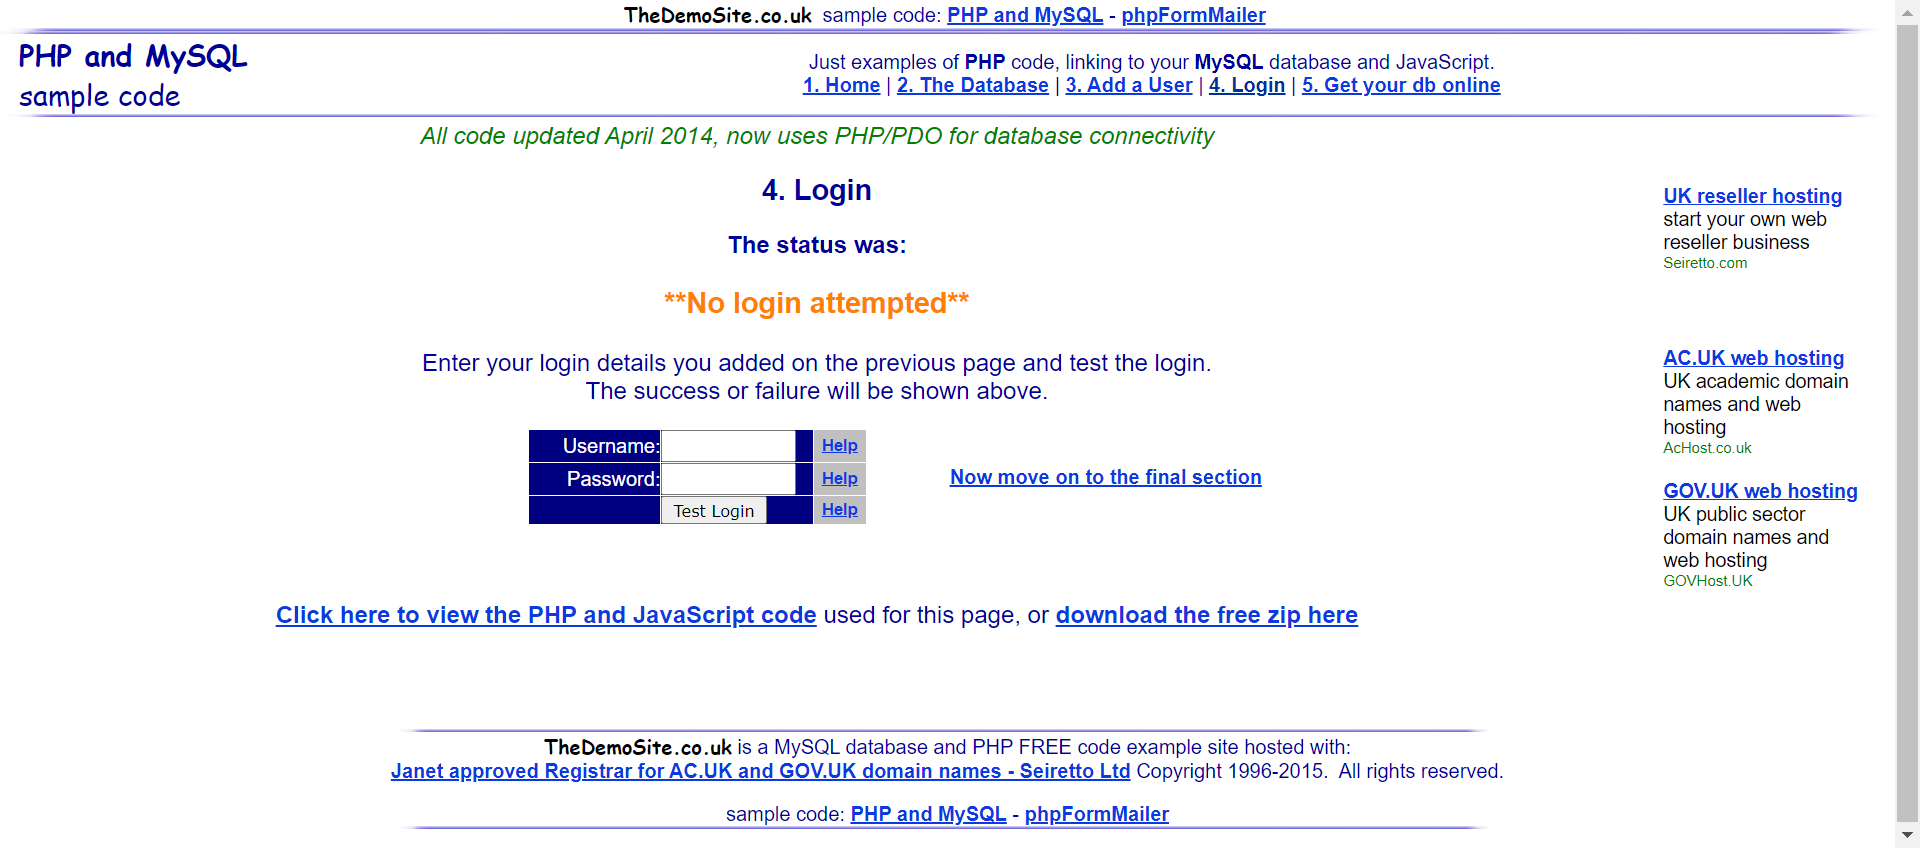 TheDemoSite.co.uk sample code: PHP and MySQL - phpFormMailer
PHP and MySQL
sample code
Just examples of PHP code, linking to your MySQL database and JavaScript.
1. Home | 2. The Database | 3. Add a User | 4. Login | 5. Get your db online
All code updated April 2014, now uses PHP/PDO for database connectivity
4. Login
The status was:
**No login attempted**
Enter your login details you added on the previous page and test the login.
The success or failure will be shown above.
Username: Help
Password: Help
Test Login Help
Now move on to the final section
Click here to view the PHP and JavaScript code used for this page, or download the free zip here
UK reseller hosting
start your own web
reseller business
Seiretto.com
AC.UK web hosting
UK academic domain
names and web
hosting
AcHost.co.uk
GOV.UK web hosting
UK public sector
domain names and
web hosting
GOVHost.UK
TheDemoSite.co.uk is a MySQL database and PHP FREE code example site hosted with:
Janet approved Registrar for AC.UK and GOV.UK domain names - Seiretto Ltd Copyright 1996-2015. All rights reserved.
sample code: PHP and MySQL - phpFormMailer